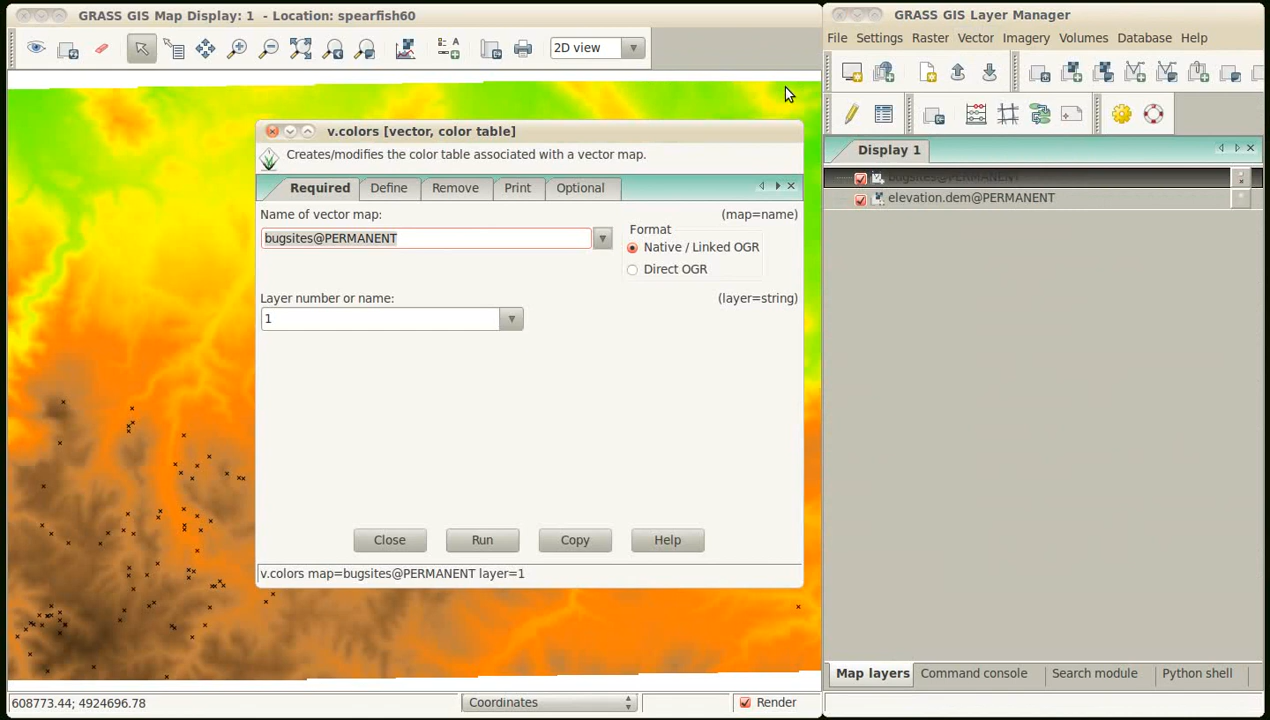 GRASS GIS Map Display: 1 - Location: spearfish60
2D view
GRASS GIS Layer Manager
File Settings Raster Vector Imagery Volumes Database Help
Display 1
bugsites@PERMANENT
elevation.dem@PERMANENT
v.colors [vector, color table]
Creates/modifies the color table associated with a vector map.
Required Define Remove Print Optional
Name of vector map: (map=name)
bugsites@PERMANENT
Format
Native / Linked OGR
Direct OGR
Layer number or name: (layer=string)
1
Close Run Copy Help
v.colors map=bugsites@PERMANENT layer=1
Map layers Command console Search module Python shell
608773.44; 4924696.78 Coordinates Render